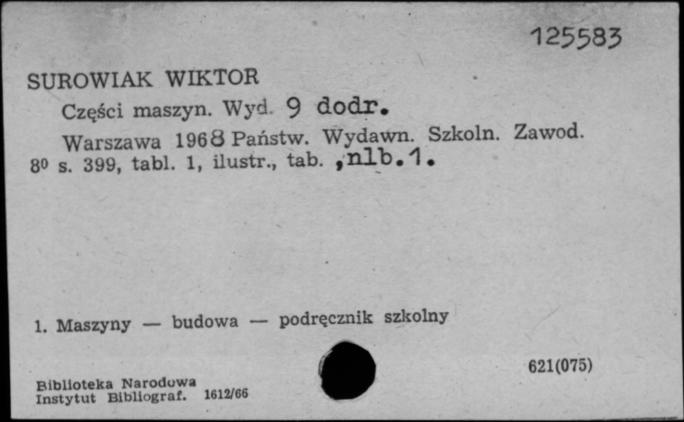 125583
SUROWIAK WIKTOR
Części maszyn. Wyd. 9 dodr.
Warszawa 1968 Państw. Wydawn. Szkoln. Zawod.
8⁰ s. 399, tabl. 1, ilustr., tab. ,nlb.1.
1. Maszyny — budowa — podręcznik szkolny
621(075)
Biblioteka Narodowa
Instytut Bibliograf. 1612/66